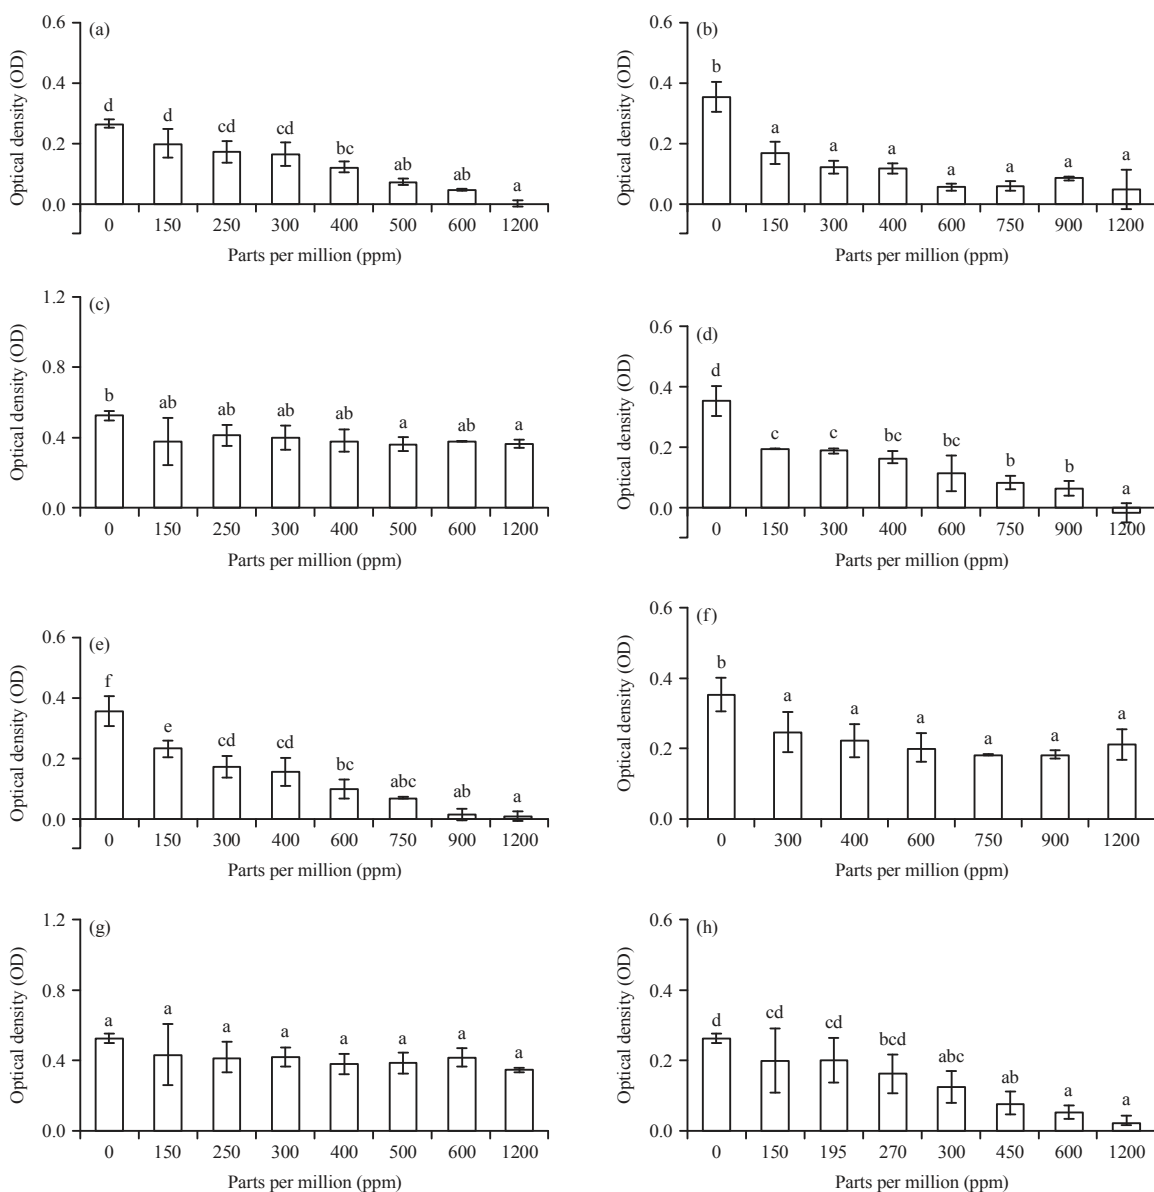 (a)
Optical density (OD)
0.6
0.4
0.2
0.0
d d cd cd bc ab ab a
0 150 250 300 400 500 600 1200
Parts per million (ppm)
(b)
Optical density (OD)
0.6
0.4
0.2
0.0
b a a a a a a a
0 150 300 400 600 750 900 1200
Parts per million (ppm)
(c)
Optical density (OD)
1.2
0.8
0.4
0.0
b ab ab ab ab a ab a
0 150 250 300 400 500 600 1200
Parts per million (ppm)
(d)
Optical density (OD)
0.6
0.4
0.2
0.0
d c c bc bc b b a
0 150 300 400 600 750 900 1200
Parts per million (ppm)
(e)
Optical density (OD)
0.6
0.4
0.2
0.0
f e cd cd bc abc ab a
0 150 300 400 600 750 900 1200
Parts per million (ppm)
(f)
Optical density (OD)
0.6
0.4
0.2
0.0
b a a a a a a
0 300 400 600 750 900 1200
Parts per million (ppm)
(g)
Optical density (OD)
1.2
0.8
0.4
0.0
a a a a a a a a
0 150 250 300 400 500 600 1200
Parts per million (ppm)
(h)
Optical density (OD)
0.6
0.4
0.2
0.0
d cd cd bcd abc ab a a
0 150 195 270 300 450 600 1200
Parts per million (ppm)